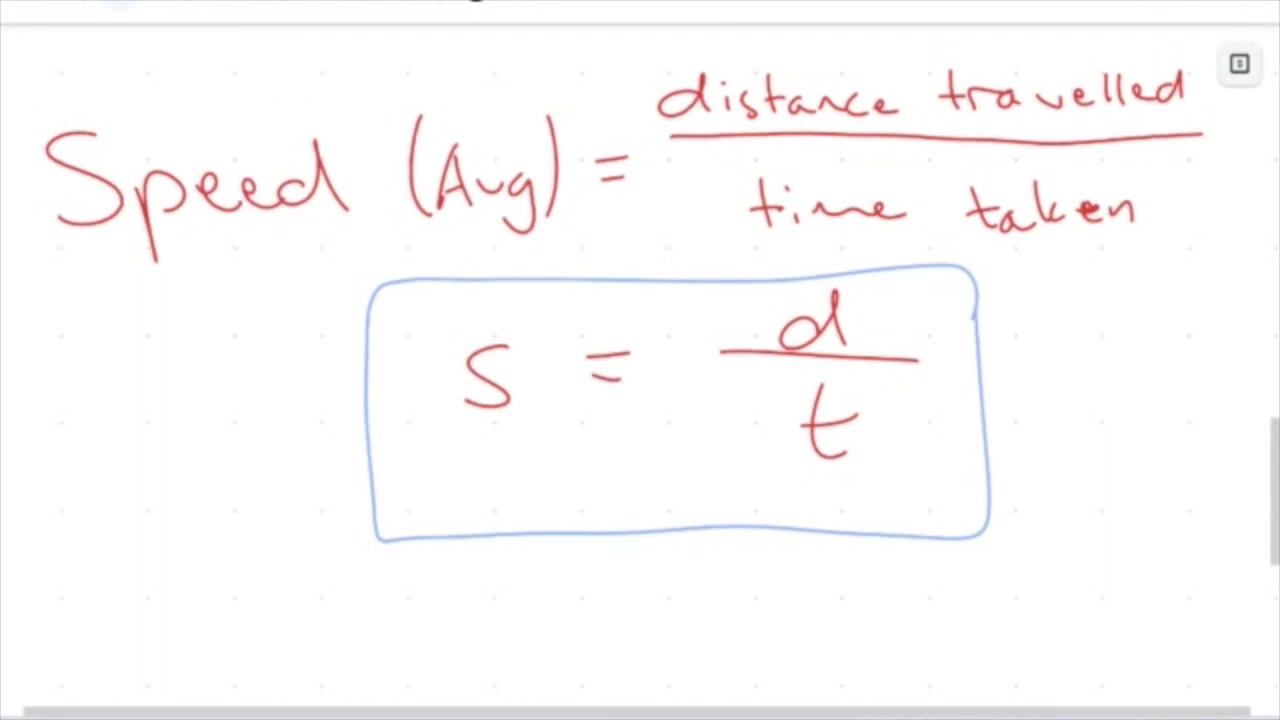 Speed (Avg) = distance travelled / time taken
s = d / t